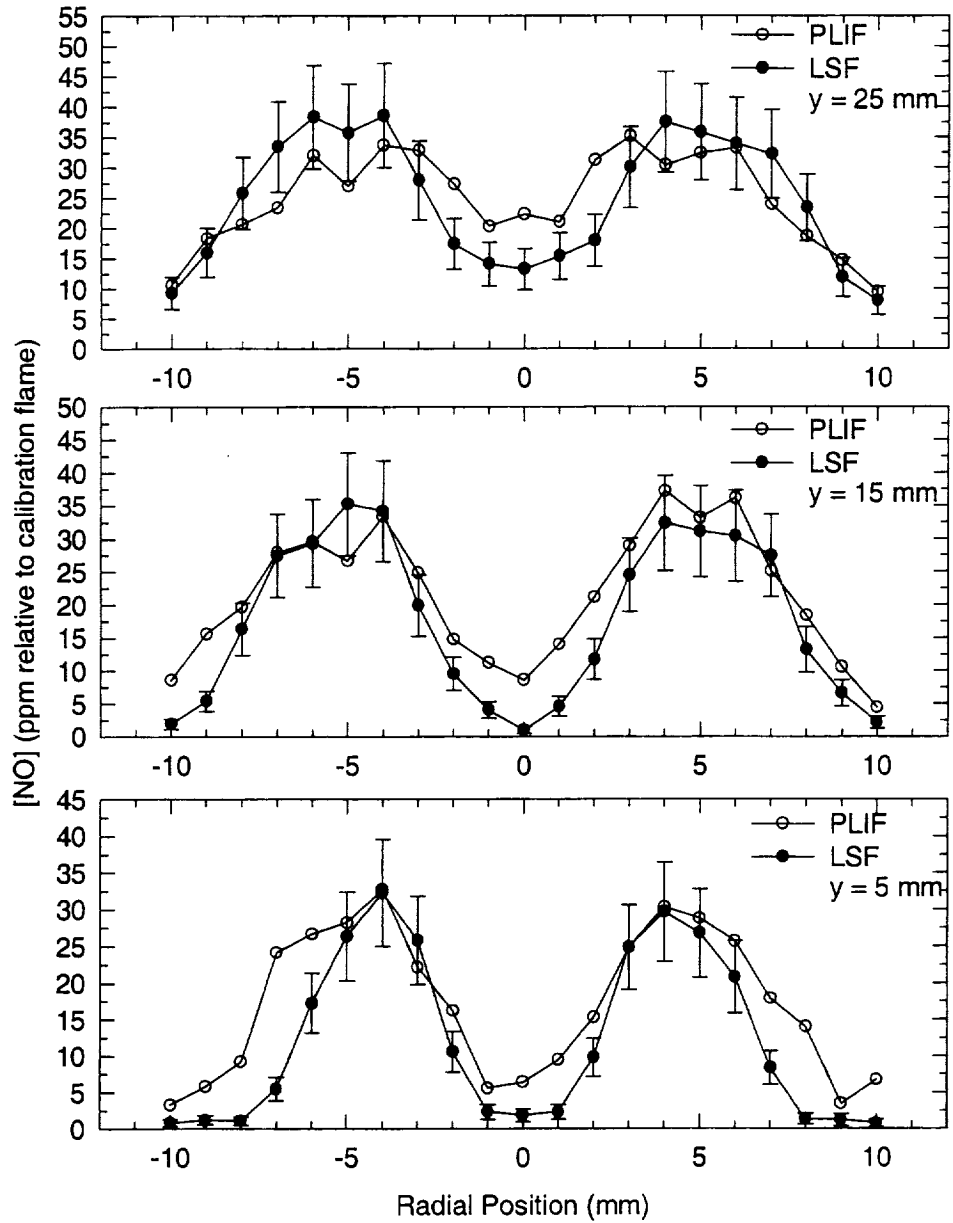 55
50
45
40
35
30
25
20
15
10
5
0
PLIF
LSF
y = 25 mm
-10 -5 0 5 10
50
45
40
35
30
25
20
15
10
5
0
PLIF
LSF
y = 15 mm
-10 -5 0 5 10
45
40
35
30
25
20
15
10
5
0
PLIF
LSF
y = 5 mm
-10 -5 0 5 10
[NO] (ppm relative to calibration flame)
Radial Position (mm)